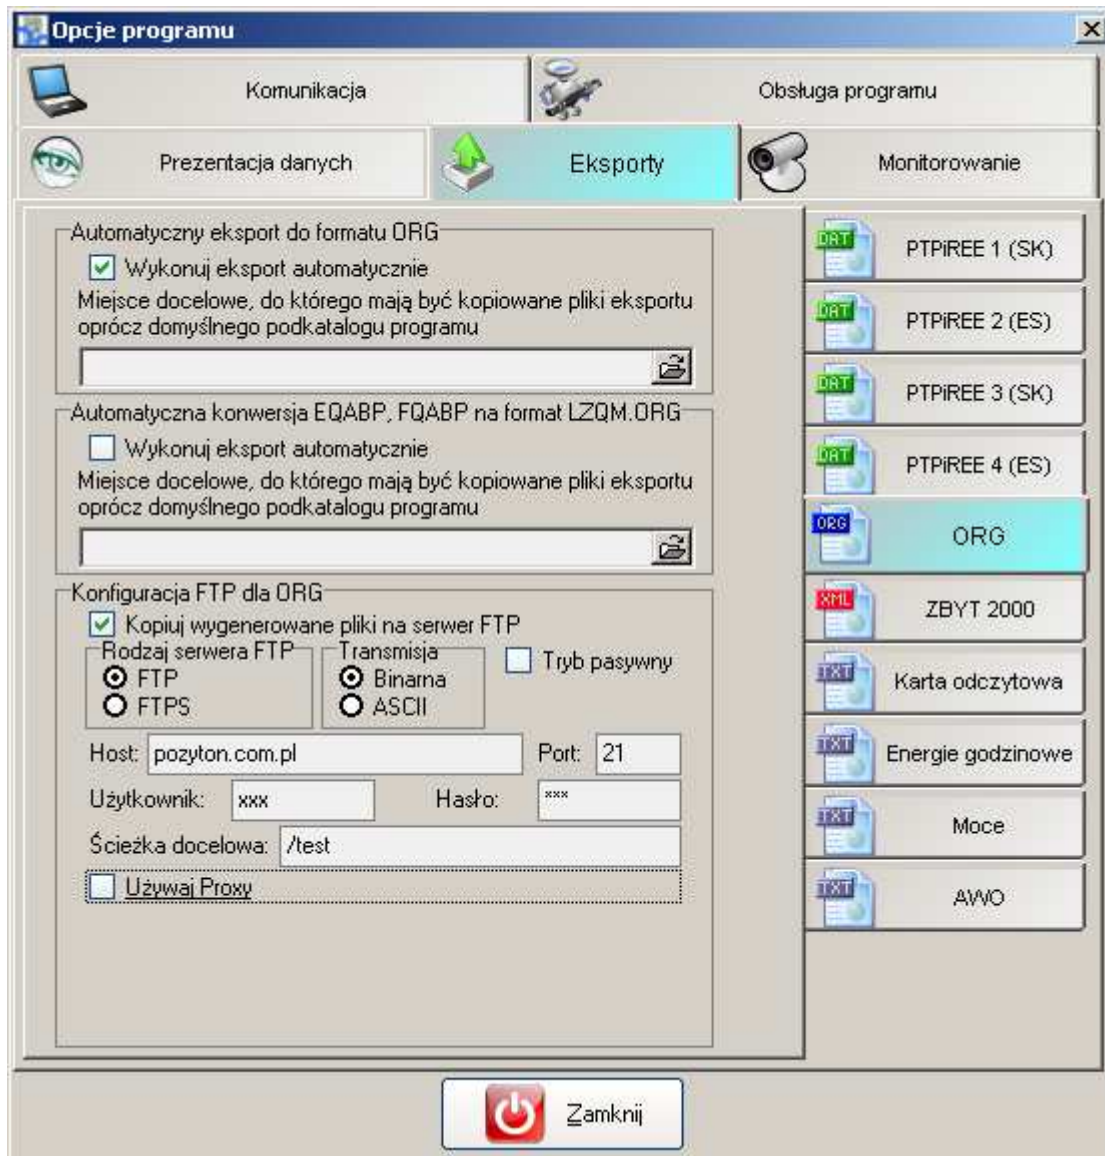 Opcje programu
Komunikacja
Obsługa programu
Prezentacja danych
Eksporty
Monitorowanie
Automatyczny eksport do formatu ORG
Wykonuj eksport automatycznie
Miejsce docelowe, do którego mają być kopiowane pliki eksportu
oprócz domyślnego podkatalogu programu
Automatyczna konwersja EQABP, FQABP na format LZQM.ORG
Wykonuj eksport automatycznie
Miejsce docelowe, do którego mają być kopiowane pliki eksportu
oprócz domyślnego podkatalogu programu
Konfiguracja FTP dla ORG
Kopiuj wygenerowane pliki na serwer FTP
Rodzaj serwera FTP
FTP
FTPS
Transmisja
Binarna
ASCII
Tryb pasywny
Host: pozyton.com.pl Port: 21
Użytkownik: xxx Hasło: ***
Ścieżka docelowa: /test
Używaj Proxy
DAT PTPiREE 1 (SK)
DAT PTPiREE 2 (ES)
DAT PTPiREE 3 (SK)
DAT PTPiREE 4 (ES)
ORG ORG
XML ZBYT 2000
TXT Karta odczytowa
TXT Energie godzinowe
TXT Moce
TXT AWO
Zamknij